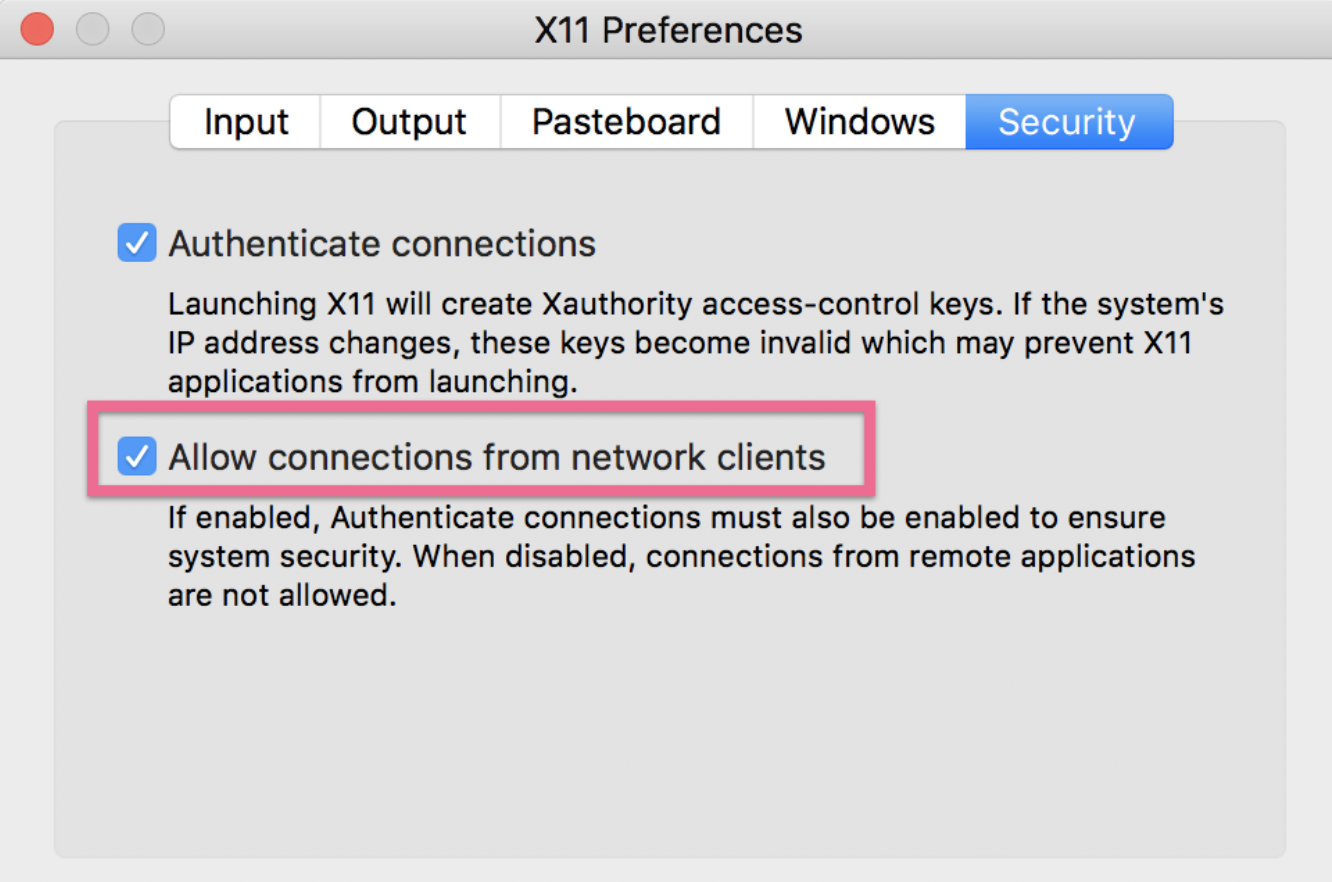 X11 Preferences
Input Output Pasteboard Windows Security
Authenticate connections
Launching X11 will create Xauthority access-control keys. If the system's
IP address changes, these keys become invalid which may prevent X11
applications from launching.
Allow connections from network clients
If enabled, Authenticate connections must also be enabled to ensure
system security. When disabled, connections from remote applications
are not allowed.